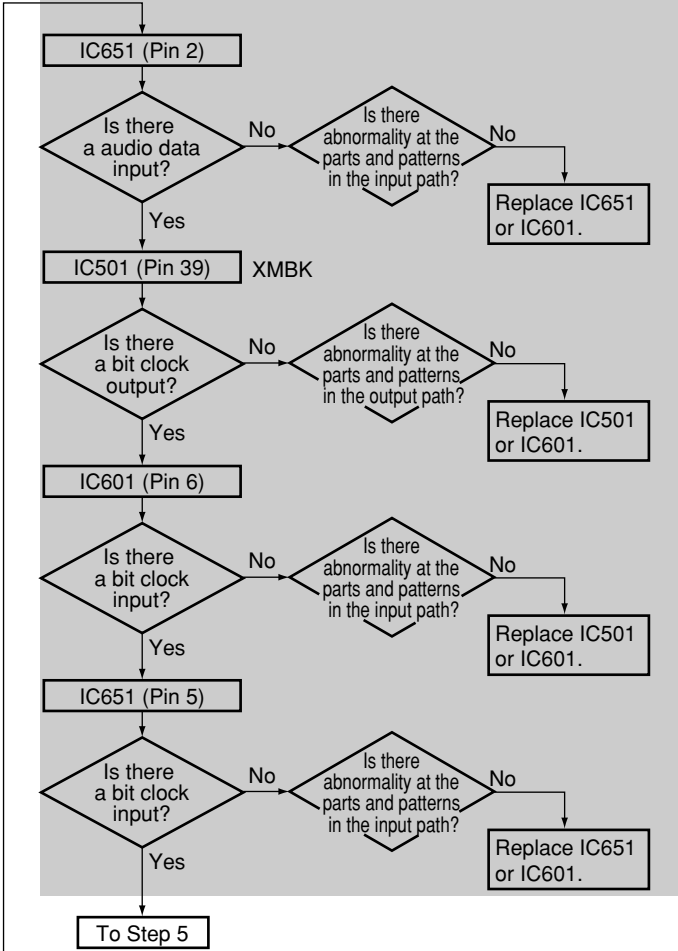 IC651 (Pin 2)
Is there
a audio data
input?
No
Is there
abnormality at the
parts and patterns
in the input path?
No
Replace IC651
or IC601.
Yes
IC501 (Pin 39)
XMBK
Is there
a bit clock
output?
No
Is there
abnormality at the
parts and patterns
in the output path?
No
Replace IC501
or IC601.
Yes
IC601 (Pin 6)
Is there
a bit clock
input?
No
Is there
abnormality at the
parts and patterns
in the input path?
No
Replace IC501
or IC601.
Yes
IC651 (Pin 5)
Is there
a bit clock
input?
No
Is there
abnormality at the
parts and patterns
in the input path?
No
Replace IC651
or IC601.
Yes
To Step 5